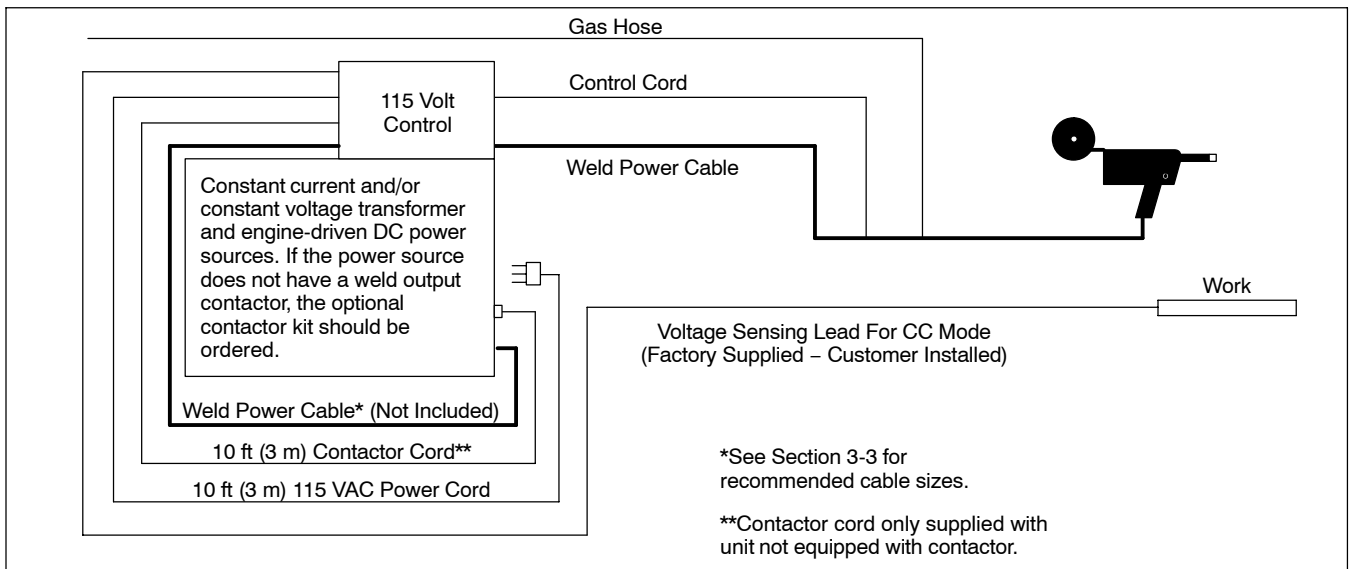 Gas Hose
115 Volt
Control
Control Cord
Weld Power Cable
Constant current and/or
constant voltage transformer
and engine-driven DC power
sources. If the power source
does not have a weld output
contactor, the optional
contactor kit should be
ordered.
Work
Voltage Sensing Lead For CC Mode
(Factory Supplied – Customer Installed)
Weld Power Cable* (Not Included)
10 ft (3 m) Contactor Cord**
10 ft (3 m) 115 VAC Power Cord
*See Section 3-3 for
recommended cable sizes.
**Contactor cord only supplied with
unit not equipped with contactor.